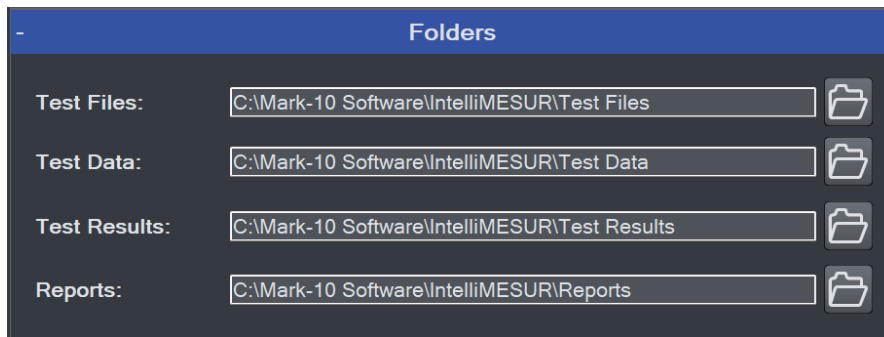 - Folders
Test Files: C:\Mark-10 Software\IntelliMESUR\Test Files
Test Data: C:\Mark-10 Software\IntelliMESUR\Test Data
Test Results: C:\Mark-10 Software\IntelliMESUR\Test Results
Reports: C:\Mark-10 Software\IntelliMESUR\Reports